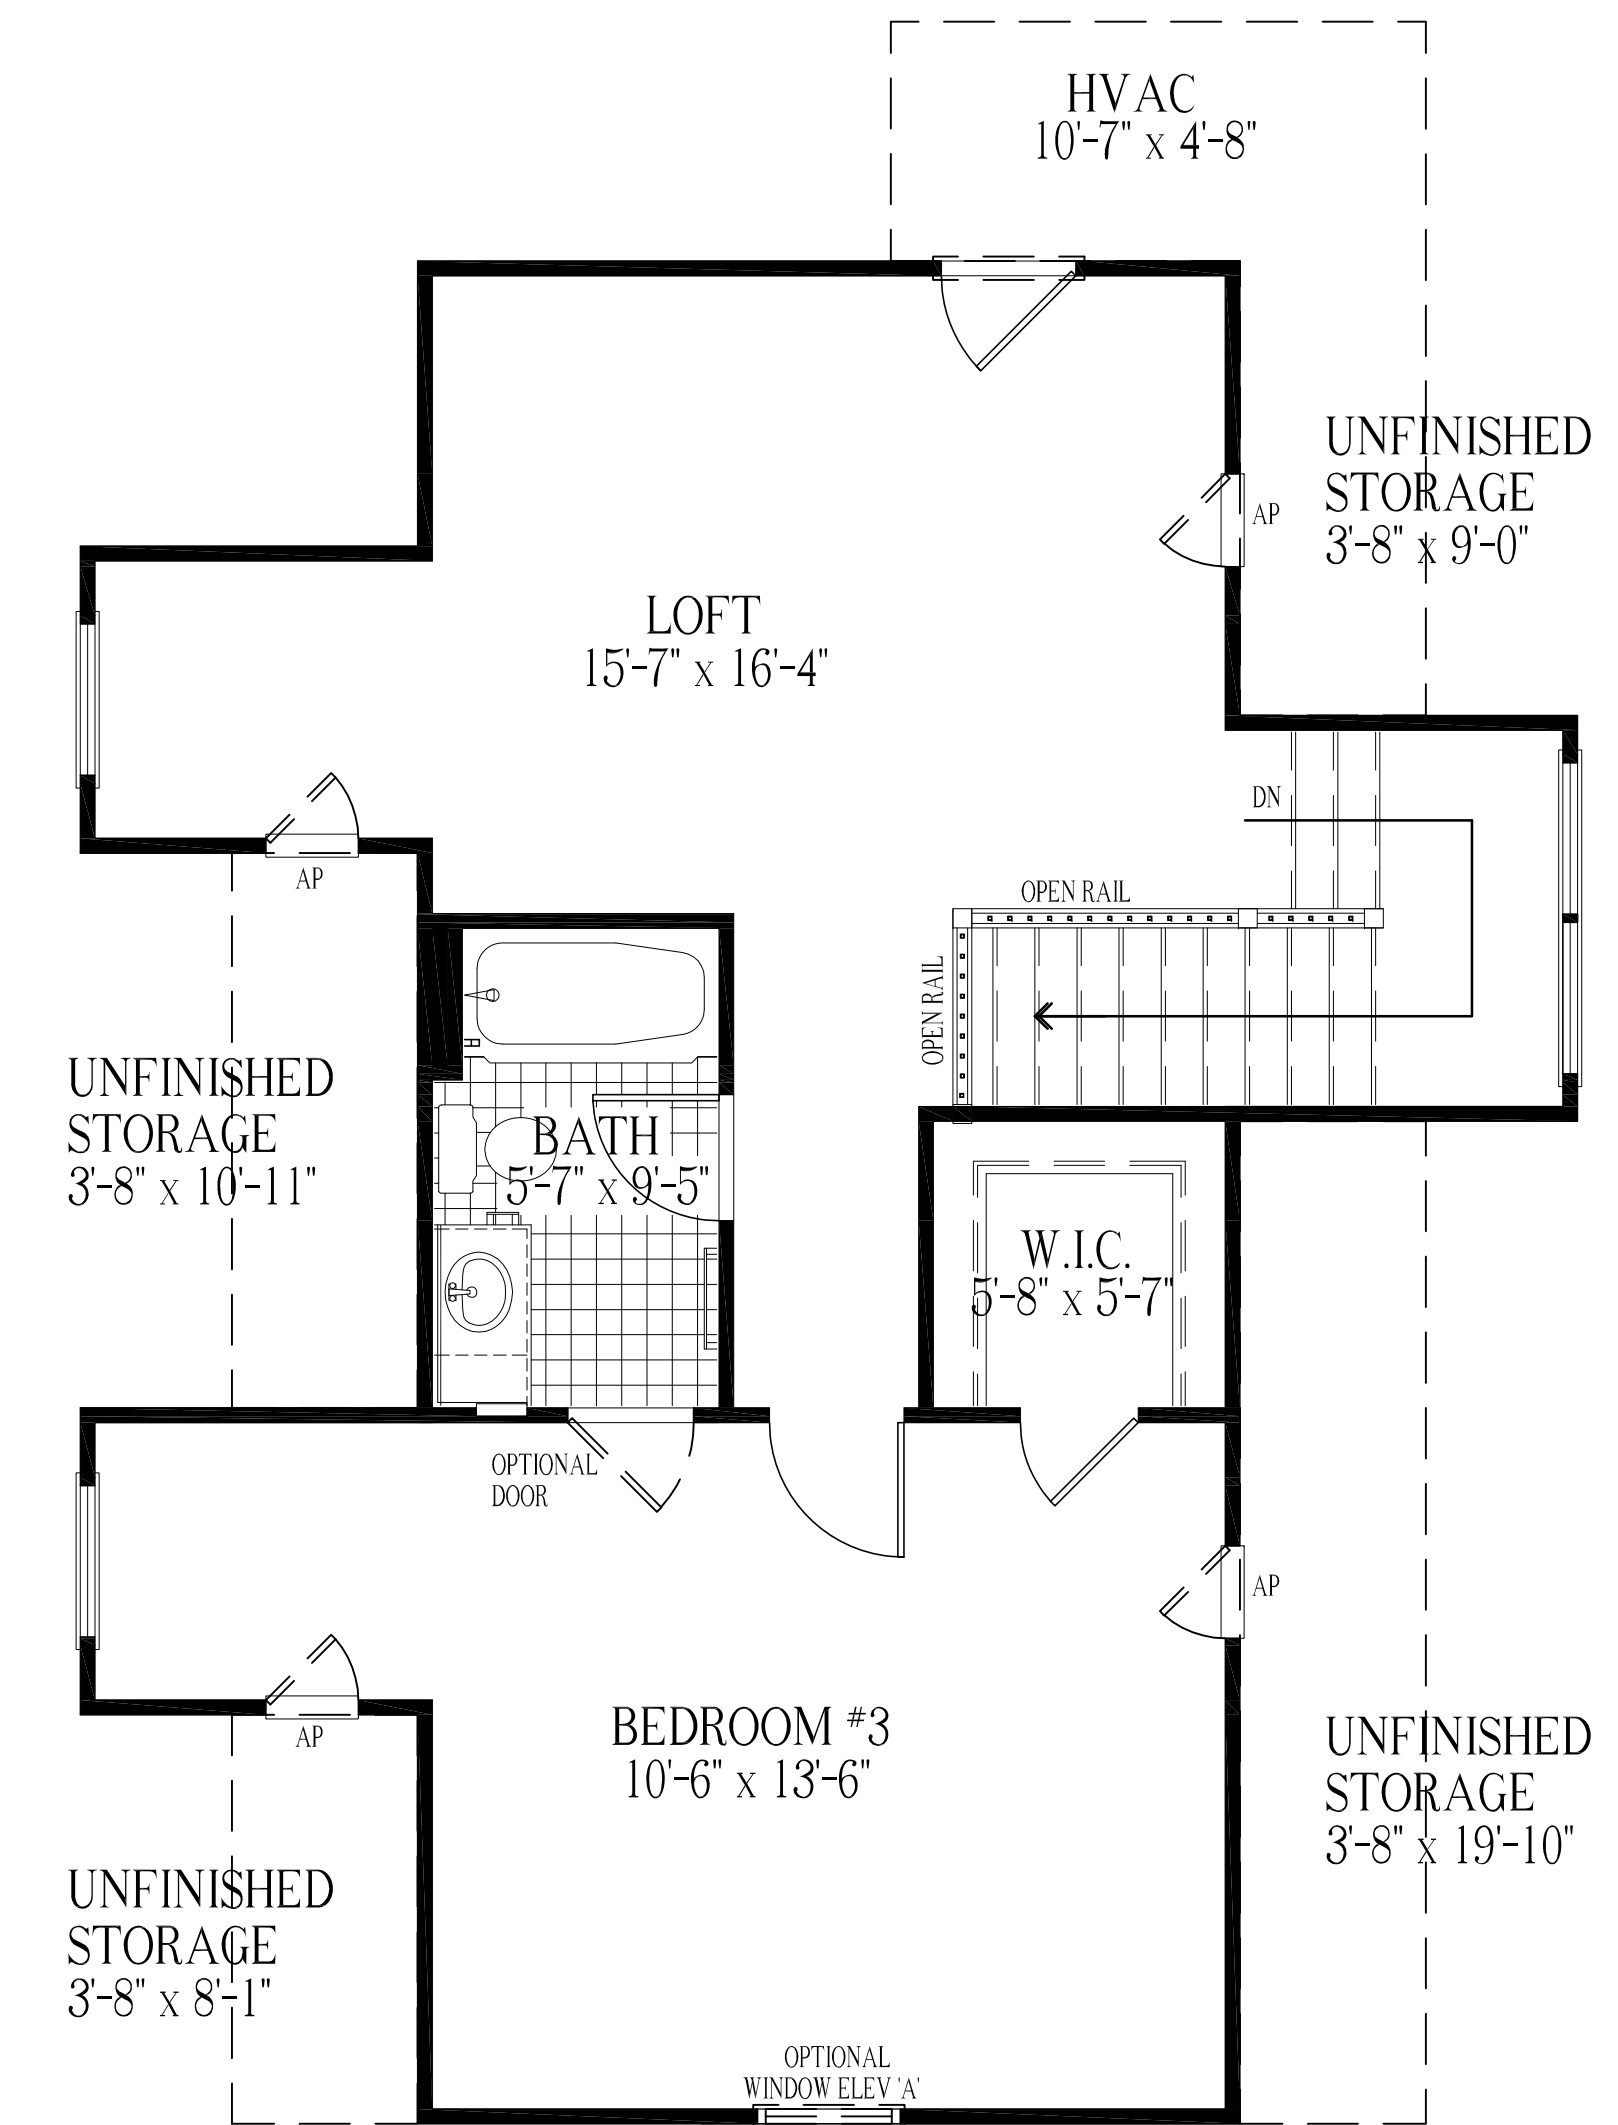 HVAC
10'-7" x 4'-8"
UNFINISHED
STORAGE
3'-8" x 9'-0"
AP
LOFT
15'-7" x 16'-4"
DN
AP
OPEN RAIL
OPEN RAIL
UNFINISHED
STORAGE
3'-8" x 10'-11"
BATH
5'-7" x 9'-5"
W.I.C.
5'-8" x 5'-7"
OPTIONAL
DOOR
AP
BEDROOM #3
10'-6" x 13'-6"
AP
UNFINISHED
STORAGE
3'-8" x 19'-10"
UNFINISHED
STORAGE
3'-8" x 8'-1"
OPTIONAL
WINDOW ELEV 'A'